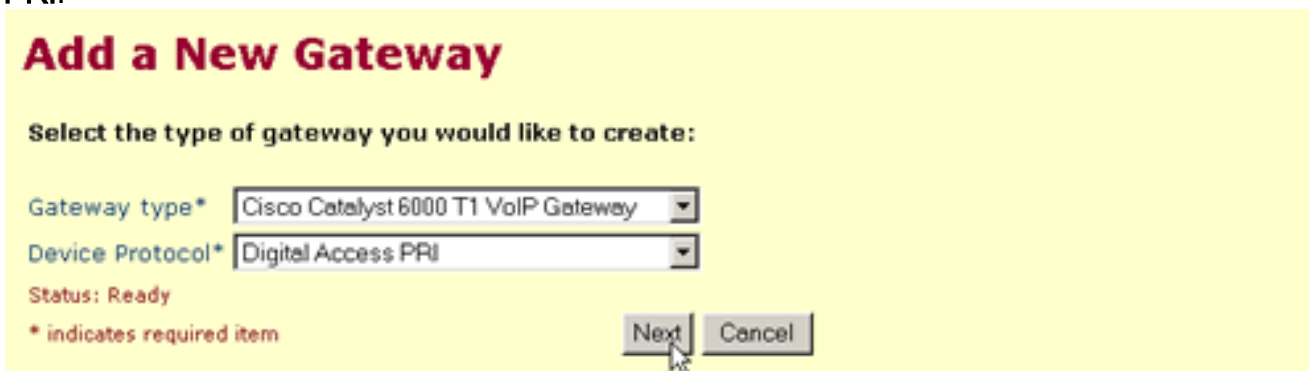 PRI.
Add a New Gateway
Select the type of gateway you would like to create:
Gateway type* Cisco Catalyst 6000 T1 VoIP Gateway
Device Protocol* Digital Access PRI
Status: Ready
* indicates required item Next Cancel